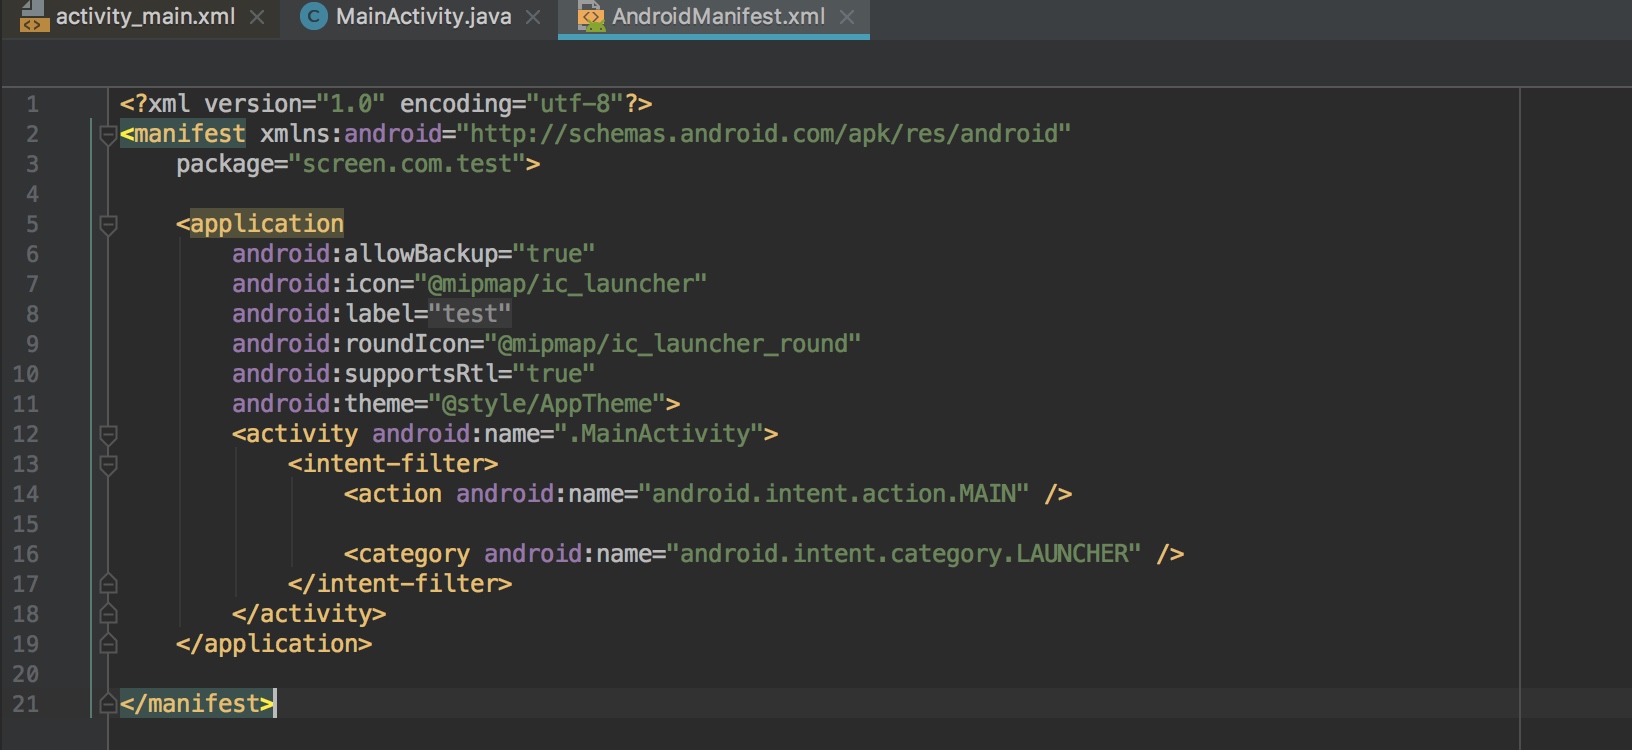 activity_main.xml MainActivity.java AndroidManifest.xml
1 <?xml version="1.0" encoding="utf-8"?>
2 <manifest xmlns:android="http://schemas.android.com/apk/res/android"
3     package="screen.com.test">
4
5     <application
6         android:allowBackup="true"
7         android:icon="@mipmap/ic_launcher"
8         android:label="test"
9         android:roundIcon="@mipmap/ic_launcher_round"
10         android:supportsRtl="true"
11         android:theme="@style/AppTheme">
12         <activity android:name=".MainActivity">
13             <intent-filter>
14                 <action android:name="android.intent.action.MAIN" />
15
16                 <category android:name="android.intent.category.LAUNCHER" />
17             </intent-filter>
18         </activity>
19     </application>
20
21 </manifest>